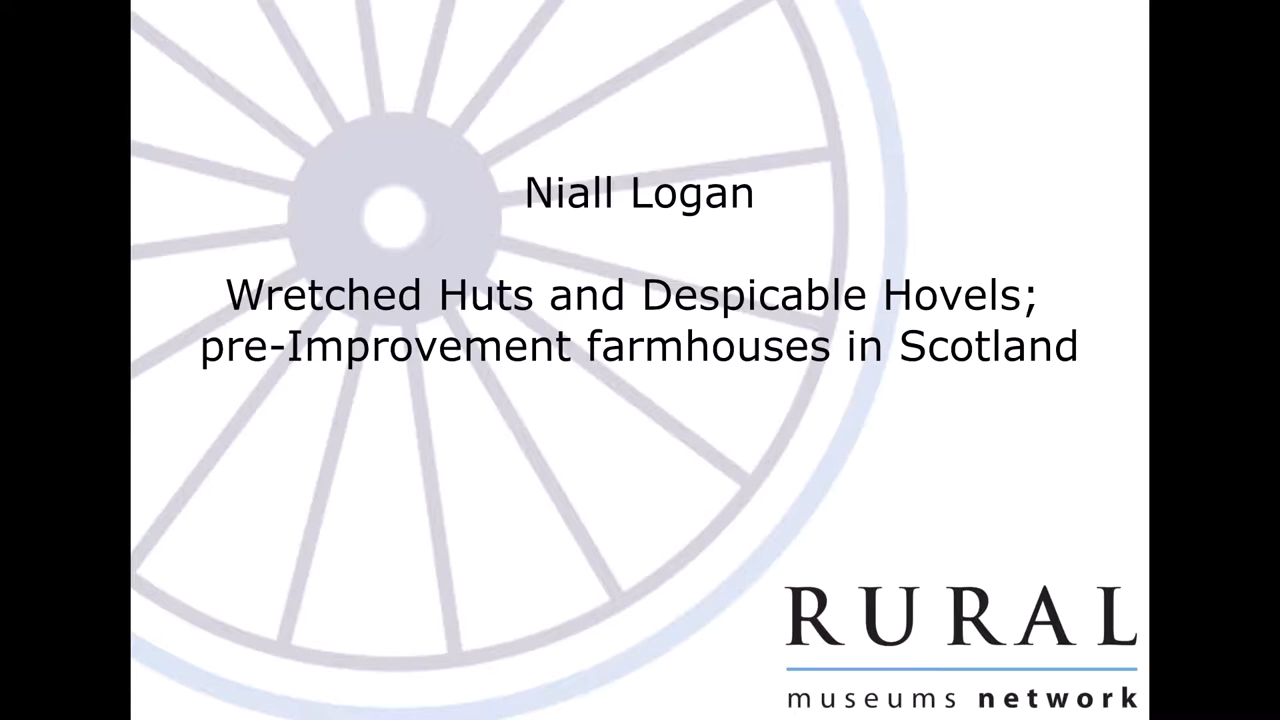 Niall Logan
Wretched Huts and Despicable Hovels;
pre-Improvement farmhouses in Scotland
RURAL
museums network